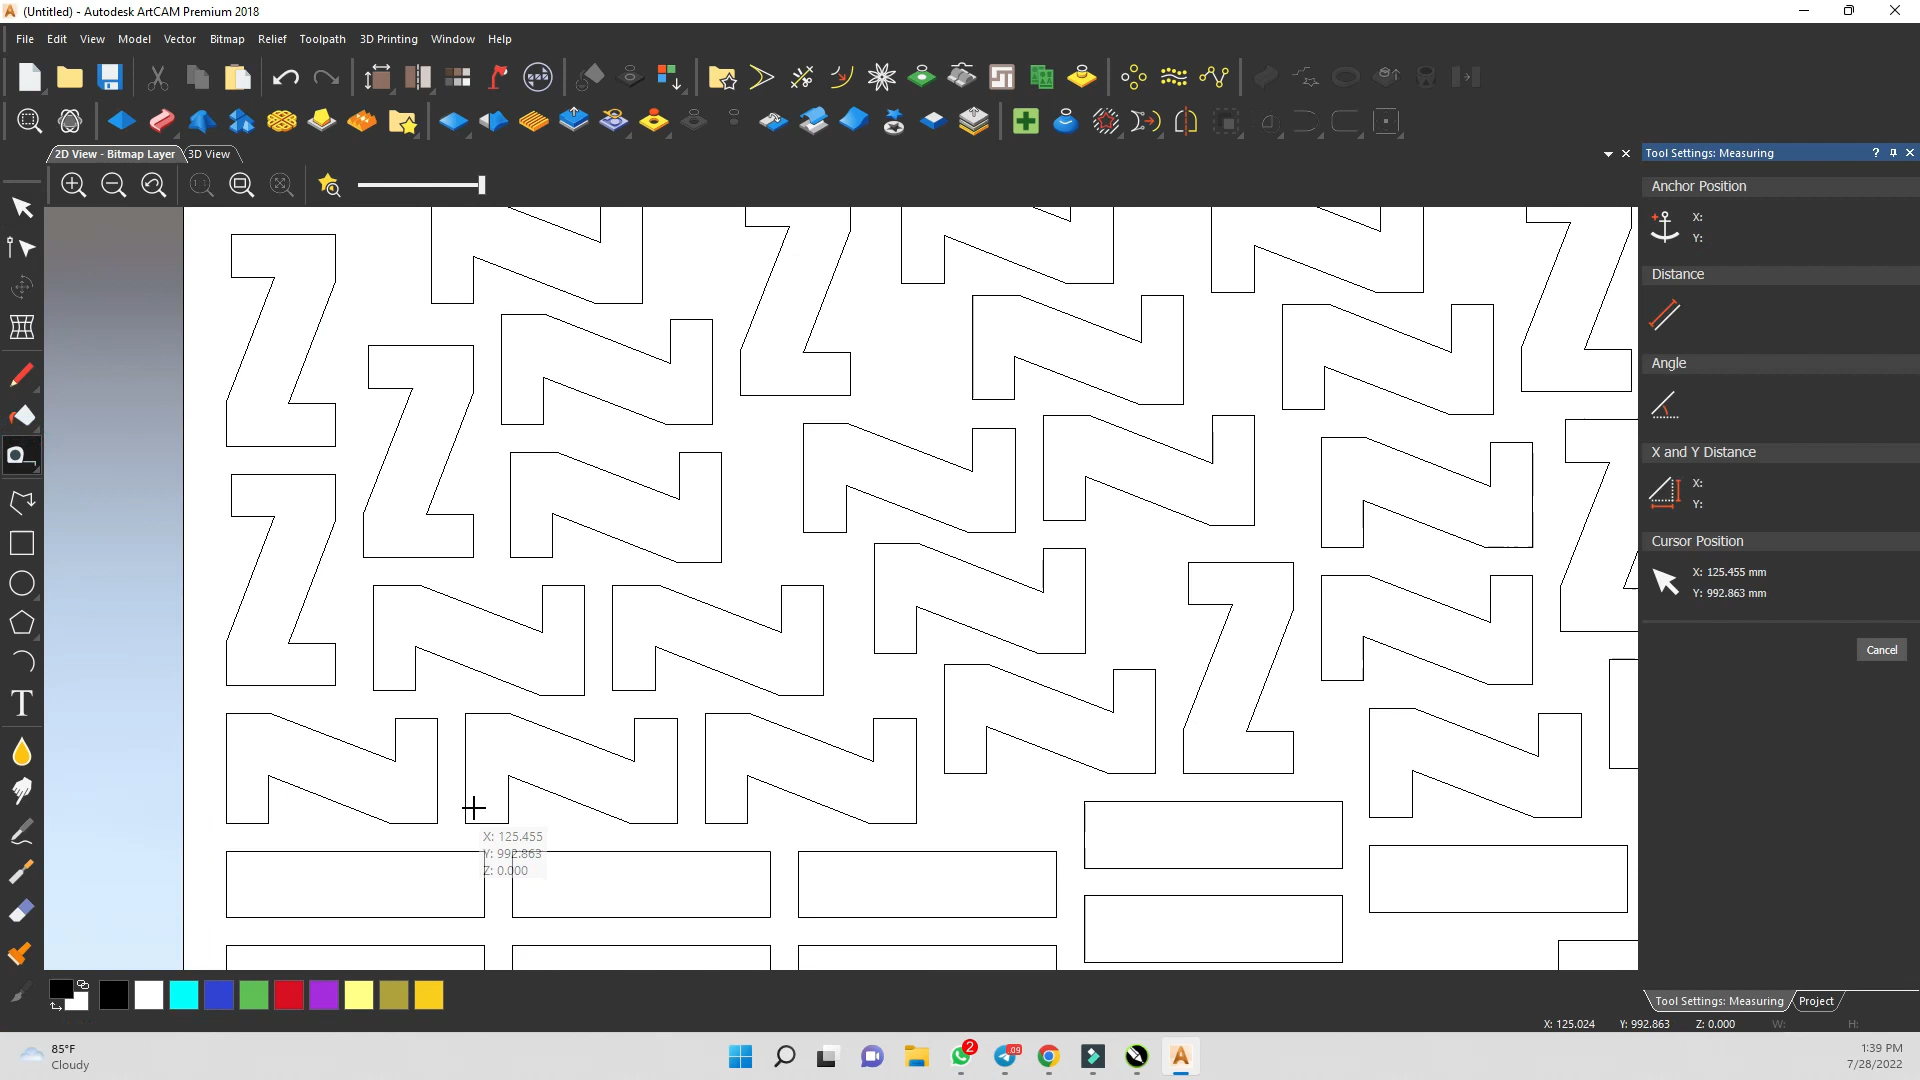 (Untitled) - Autodesk ArtCAM Premium 2018
File Edit View Model Vector Bitmap Relief Toolpath 3D Printing Window Help
2D View - Bitmap Layer 3D View
Tool Settings: Measuring
Anchor Position
X:
Y:
Distance
Angle
X and Y Distance
X:
Y:
Cursor Position
X: 125.455 mm
Y: 992.863 mm
Cancel
X: 125.455
Y: 992.863
Z: 0.000
T
Tool Settings: Measuring Project
X: 125.024 Y: 992.863 Z: 0.000 W: H:
85°F
Cloudy
2
.09
1:39 PM
7/28/2022